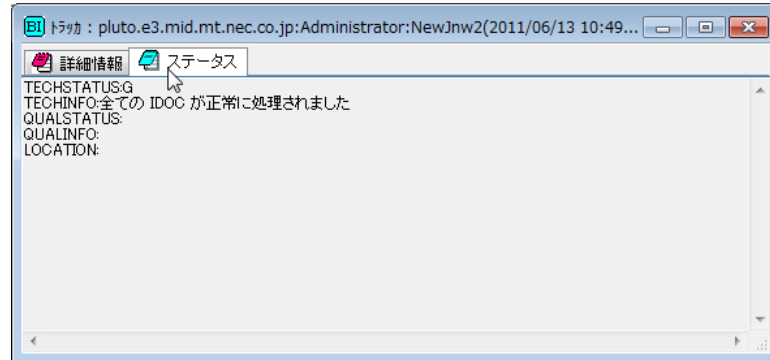 BI トラッカ : pluto.e3.mid.mt.nec.co.jp:Administrator:NewJnw2(2011/06/13 10:49...
詳細情報 ステータス
TECHSTATUS:G
TECHINFO:全ての IDOC が正常に処理されました
QUALSTATUS:
QUALINFO:
LOCATION: